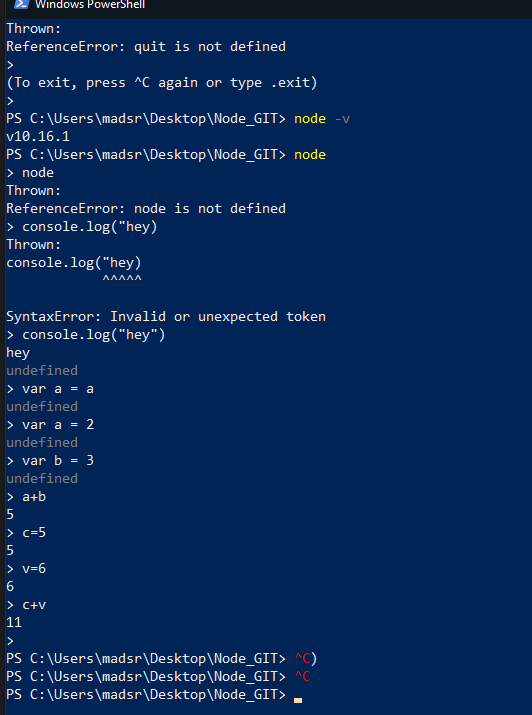 Windows PowerShell
Thrown:
ReferenceError: quit is not defined
>
(To exit, press ^C again or type .exit)
>
PS C:\Users\madsr\Desktop\Node_GIT> node -v
v10.16.1
PS C:\Users\madsr\Desktop\Node_GIT> node
> node
Thrown:
ReferenceError: node is not defined
> console.log("hey)
Thrown:
console.log("hey)
            ^^^^^

SyntaxError: Invalid or unexpected token
> console.log("hey")
hey
undefined
> var a = a
undefined
> var a = 2
undefined
> var b = 3
undefined
> a+b
5
> c=5
5
> v=6
6
> c+v
11
>
PS C:\Users\madsr\Desktop\Node_GIT> ^C)
PS C:\Users\madsr\Desktop\Node_GIT> ^C
PS C:\Users\madsr\Desktop\Node_GIT>